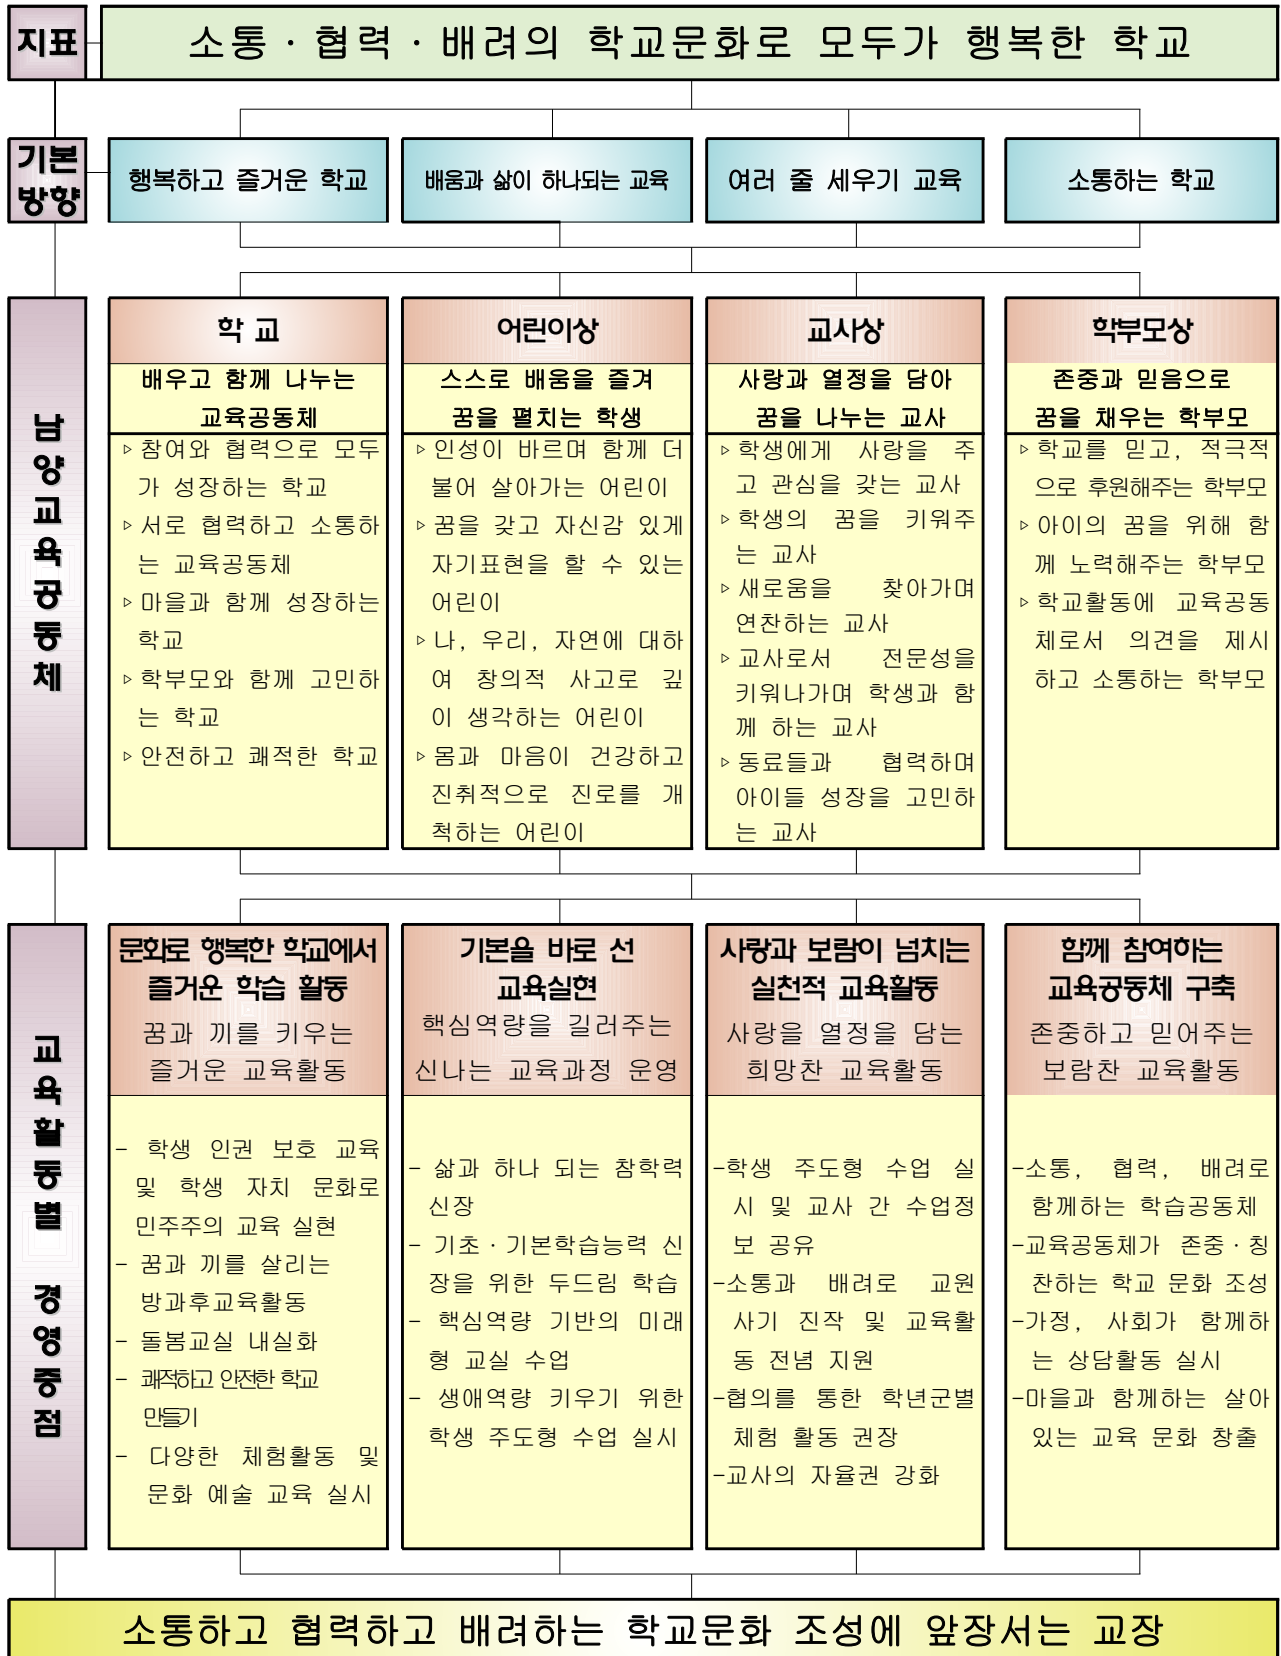 지표
소통 · 협력 · 배려의 학교문화로 모두가 행복한 학교
기본
방향
행복하고 즐거운 학교
배움과 삶이 하나되는 교육
여러 줄 세우기 교육
소통하는 학교
남양교육공동체
학 교
배우고 함께 나누는
교육공동체
▹참여와 협력으로 모두
가 성장하는 학교
▹서로 협력하고 소통하
는 교육공동체
▹마을과 함께 성장하는
학교
▹학부모와 함께 고민하
는 학교
▹안전하고 쾌적한 학교
어린이상
스스로 배움을 즐겨
꿈을 펼치는 학생
▹인성이 바르며 함께 더
불어 살아가는 어린이
▹꿈을 갖고 자신감 있게
자기표현을 할 수 있는
어린이
▹나, 우리, 자연에 대하
여 창의적 사고로 깊
이 생각하는 어린이
▹몸과 마음이 건강하고
진취적으로 진로를 개
척하는 어린이
교사상
사랑과 열정을 담아
꿈을 나누는 교사
▹학생에게 사랑을 주
고 관심을 갖는 교사
▹학생의 꿈을 키워주
는 교사
▹새로움을 찾아가며
연찬하는 교사
▹교사로서 전문성을
키워나가며 학생과 함
께 하는 교사
▹동료들과 협력하며
아이들 성장을 고민하
는 교사
학부모상
존중과 믿음으로
꿈을 채우는 학부모
▹학교를 믿고, 적극적
으로 후원해주는 학부모
▹아이의 꿈을 위해 함
께 노력해주는 학부모
▹학교활동에 교육공동
체로서 의견을 제시
하고 소통하는 학부모
교육활동별 경영중점
문화로 행복한 학교에서
즐거운 학습 활동
꿈과 끼를 키우는
즐거운 교육활동
- 학생 인권 보호 교육
및 학생 자치 문화로
민주주의 교육 실현
- 꿈과 끼를 살리는
방과후교육활동
- 돌봄교실 내실화
- 쾌적하고 안전한 학교
만들기
- 다양한 체험활동 및
문화 예술 교육 실시
기본을 바로 선
교육실현
핵심역량을 길러주는
신나는 교육과정 운영
- 삶과 하나 되는 참학력
신장
- 기초 · 기본학습능력 신
장을 위한 두드림 학습
- 핵심역량 기반의 미래
형 교실 수업
- 생애역량 키우기 위한
학생 주도형 수업 실시
사랑과 보람이 넘치는
실천적 교육활동
사랑을 열정을 담는
희망찬 교육활동
-학생 주도형 수업 실
시 및 교사 간 수업정
보 공유
-소통과 배려로 교원
사기 진작 및 교육활
동 전념 지원
-협의를 통한 학년군별
체험 활동 권장
-교사의 자율권 강화
함께 참여하는
교육공동체 구축
존중하고 믿어주는
보람찬 교육활동
-소통, 협력, 배려로
함께하는 학습공동체
-교육공동체가 존중 · 칭
찬하는 학교 문화 조성
-가정, 사회가 함께하
는 상담활동 실시
-마을과 함께하는 살아
있는 교육 문화 창출
소통하고 협력하고 배려하는 학교문화 조성에 앞장서는 교장